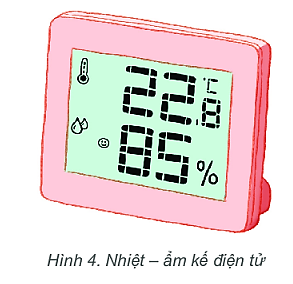 22.8 °C
85 %
Hình 4. Nhiệt – ẩm kế điện tử